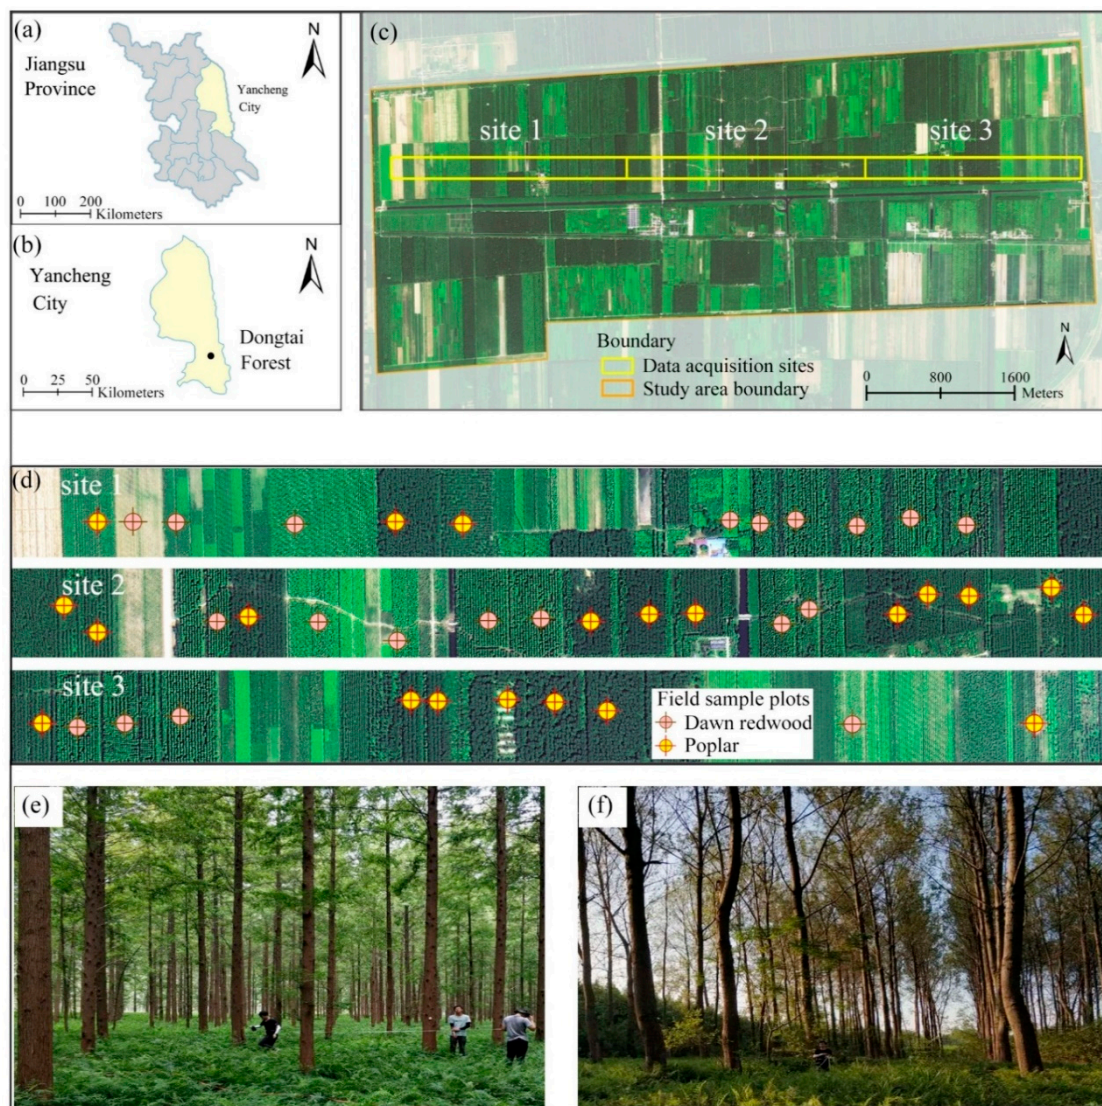 (a)
N
Jiangsu
Province
Yancheng
City
0 100 200
Kilometers
(b)
N
Yancheng
City
Dongtai
Forest
0 25 50
Kilometers
(c)
site 1
site 2
site 3
Boundary
Data acquisition sites
Study area boundary
N
0 800 1600
Meters
(d)
site 1
site 2
site 3
Field sample plots
Dawn redwood
Poplar
(e)
(f)